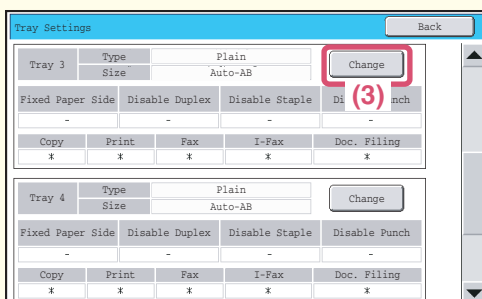 Tray Settings Back
Tray 3 Type Plain Change
Size Auto-AB
(3)
Fixed Paper Side Disable Duplex Disable Staple
- - - -
Copy Print Fax I-Fax Doc. Filing
* * * * *
Tray 4 Type Plain Change
Size Auto-AB
Fixed Paper Side Disable Duplex Disable Staple Disable Punch
- - - -
Copy Print Fax I-Fax Doc. Filing
* * * * *